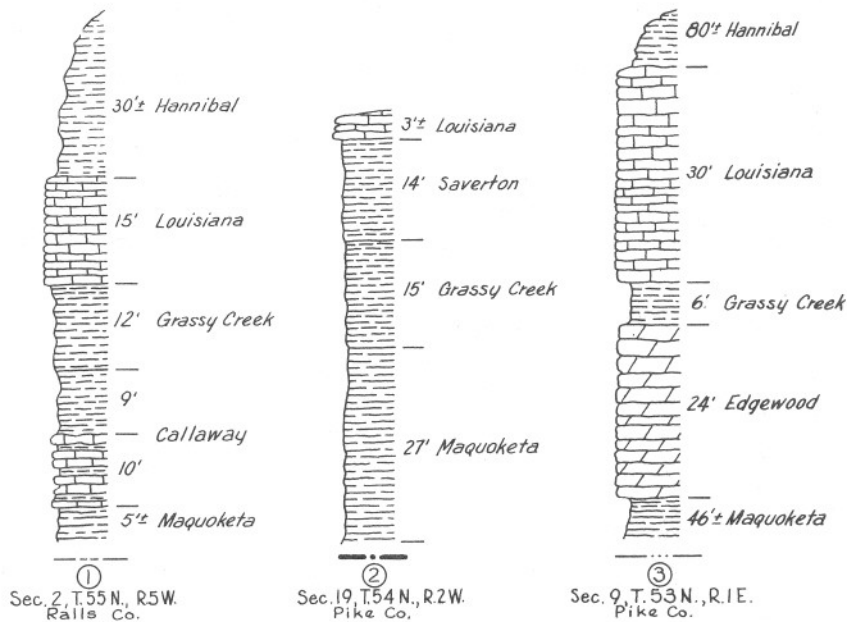 30'± Hannibal
15' Louisiana
12' Grassy Creek
9'
Callaway
10'
5'± Maquoketa
1
Sec. 2, T.55 N., R.5 W.
Ralls Co.
3'± Louisiana
14' Saverton
15' Grassy Creek
27' Maquoketa
2
Sec. 19, T.54 N., R.2 W.
Pike Co.
80'± Hannibal
30' Louisiana
6' Grassy Creek
24' Edgewood
46'± Maquoketa
3
Sec. 9, T.53 N., R.1 E.
Pike Co.